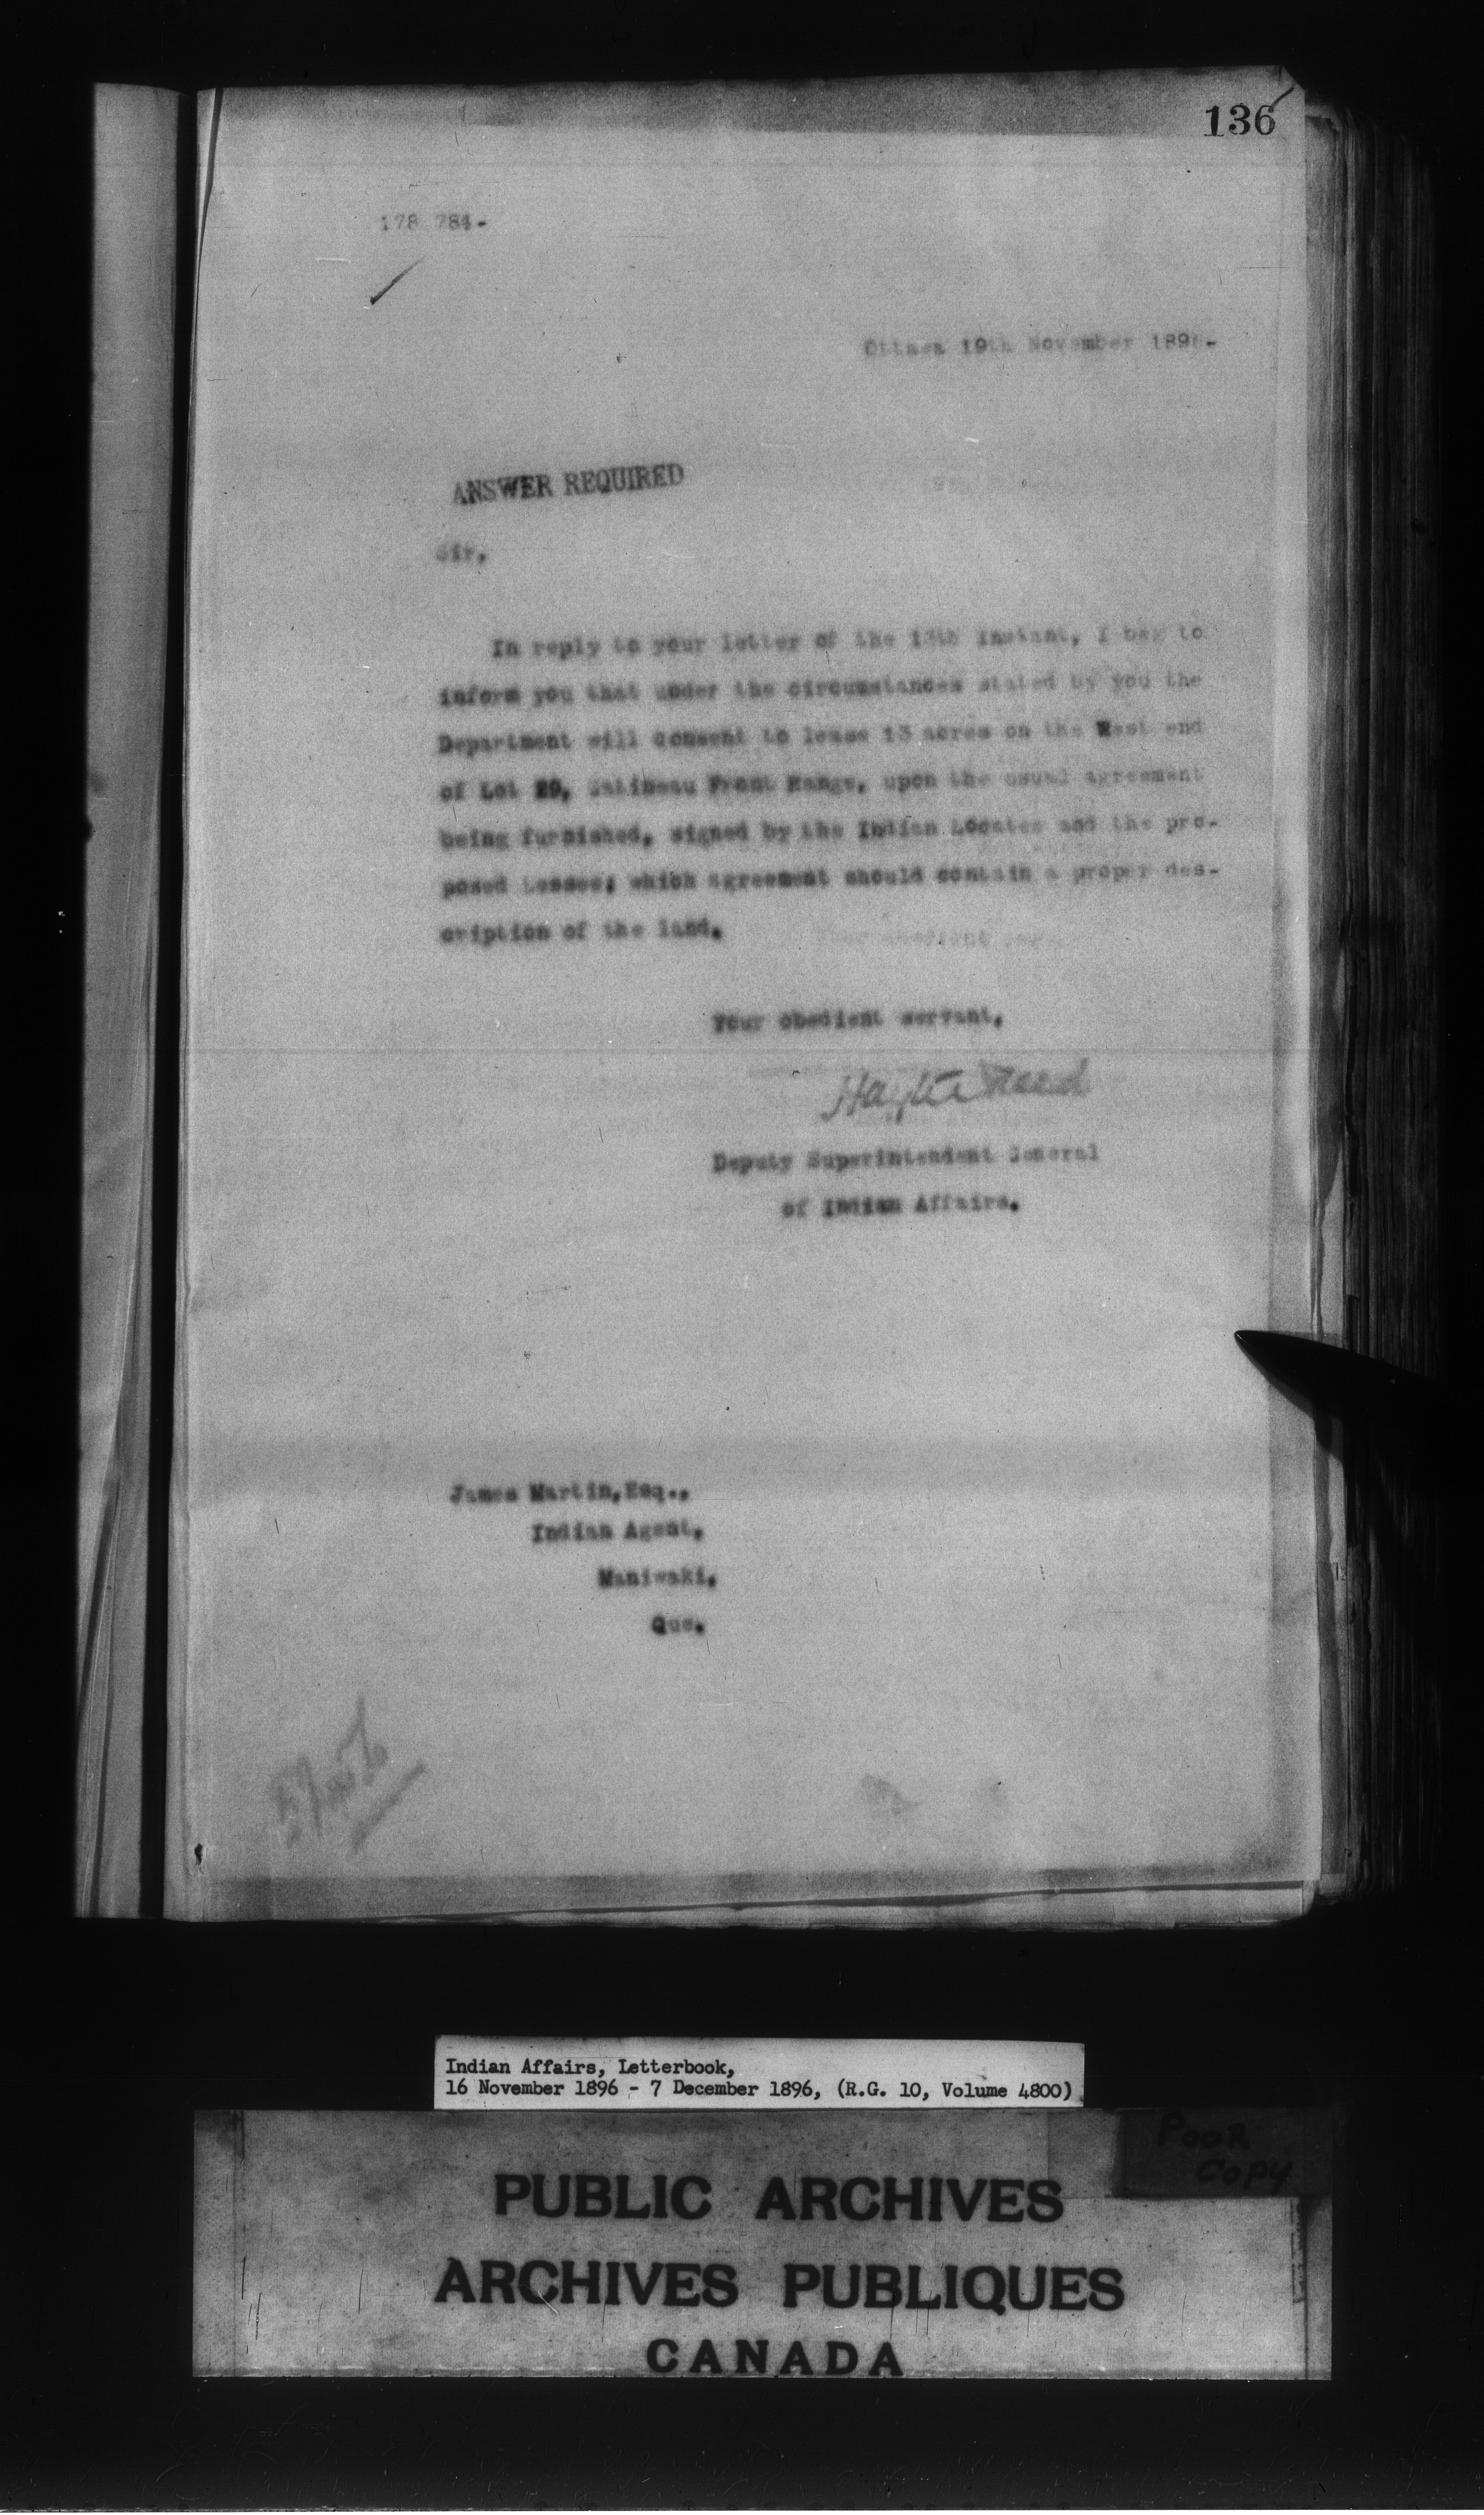 136
178 784-
Ottawa 19th November 1896-
ANSWER REQUIRED
Sir,
In reply to your letter of the 13th Instant, I beg to
inform you that under the circumstances stated by you the
Department will consent to lease 13 acres on the West end
of Lot 29, Gatineau Front Range, upon the usual agreement
being furnished, signed by the Indian Locatee and the pro-
posed Lessee; which agreement should contain a proper des-
cription of the land.
Your obedient servant,
Hayter Reed
Deputy Superintendent General
of Indian Affairs.
James Martin,Esq.,
Indian Agent,
Maniwaki,
Que.
Indian Affairs, Letterbook,
16 November 1896 - 7 December 1896, (R.G. 10, Volume 4800)
POOR
COPY
PUBLIC ARCHIVES
ARCHIVES PUBLIQUES
CANADA